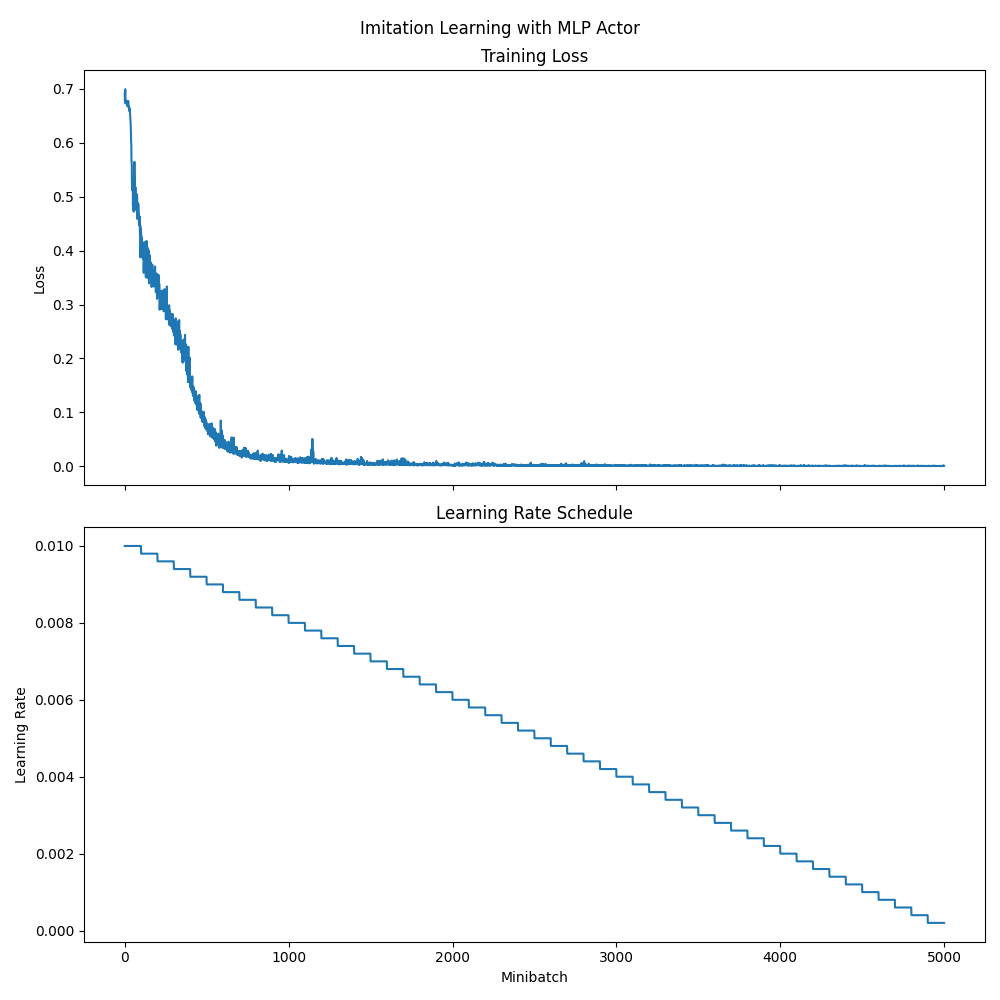 Imitation Learning with MLP Actor
Training Loss
0.7
0.6
0.5
0.4
0.3
0.2
0.1
0.0
Loss
Learning Rate Schedule
0.010
0.008
0.006
0.004
0.002
0.000
Learning Rate
0 1000 2000 3000 4000 5000
Minibatch